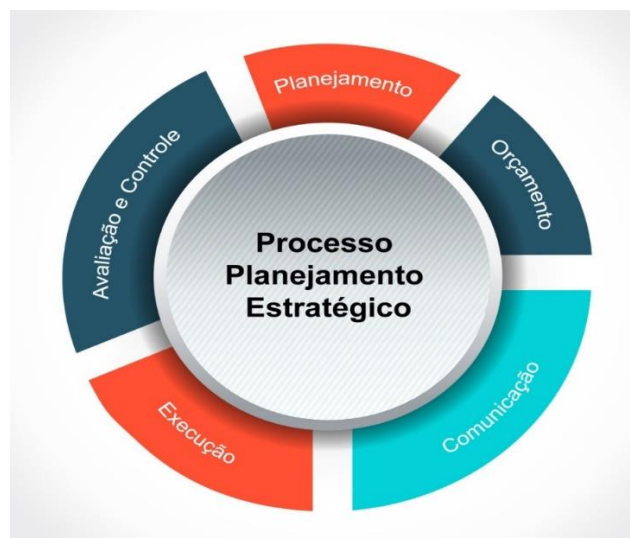 Planejamento
Orçamento
Comunicação
Execução
Avaliação e Controle
Processo
Planejamento
Estratégico